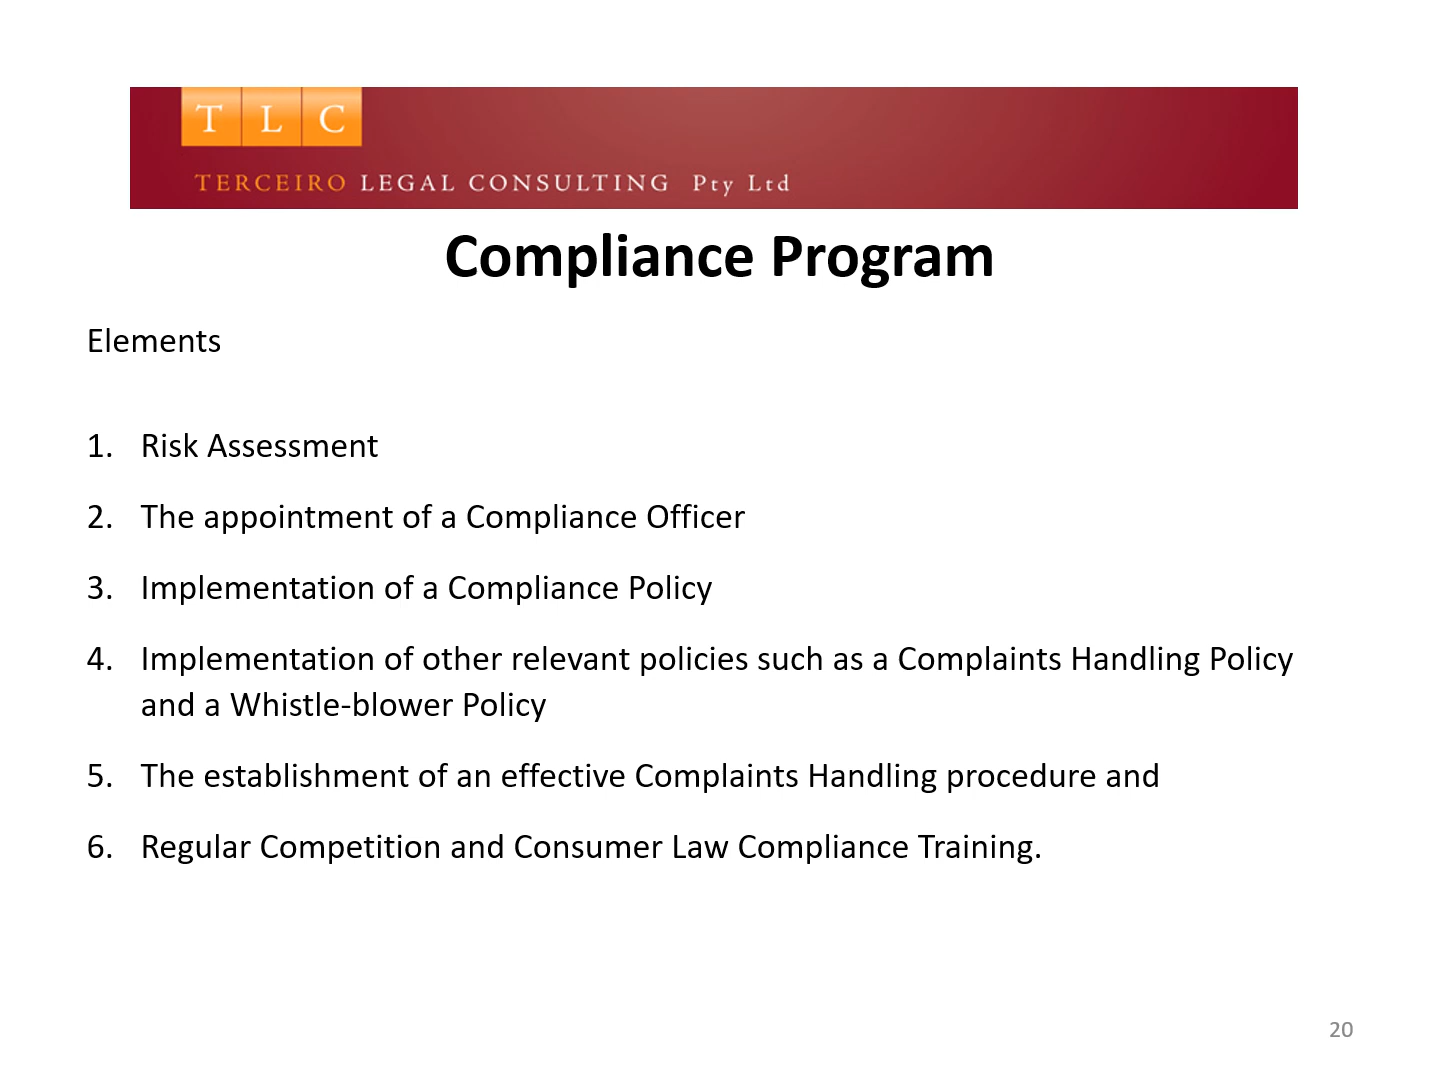 T L C
TERCEIRO LEGAL CONSULTING Pty Ltd
Compliance Program
Elements
1. Risk Assessment
2. The appointment of a Compliance Officer
3. Implementation of a Compliance Policy
4. Implementation of other relevant policies such as a Complaints Handling Policy
and a Whistle-blower Policy
5. The establishment of an effective Complaints Handling procedure and
6. Regular Competition and Consumer Law Compliance Training.
20